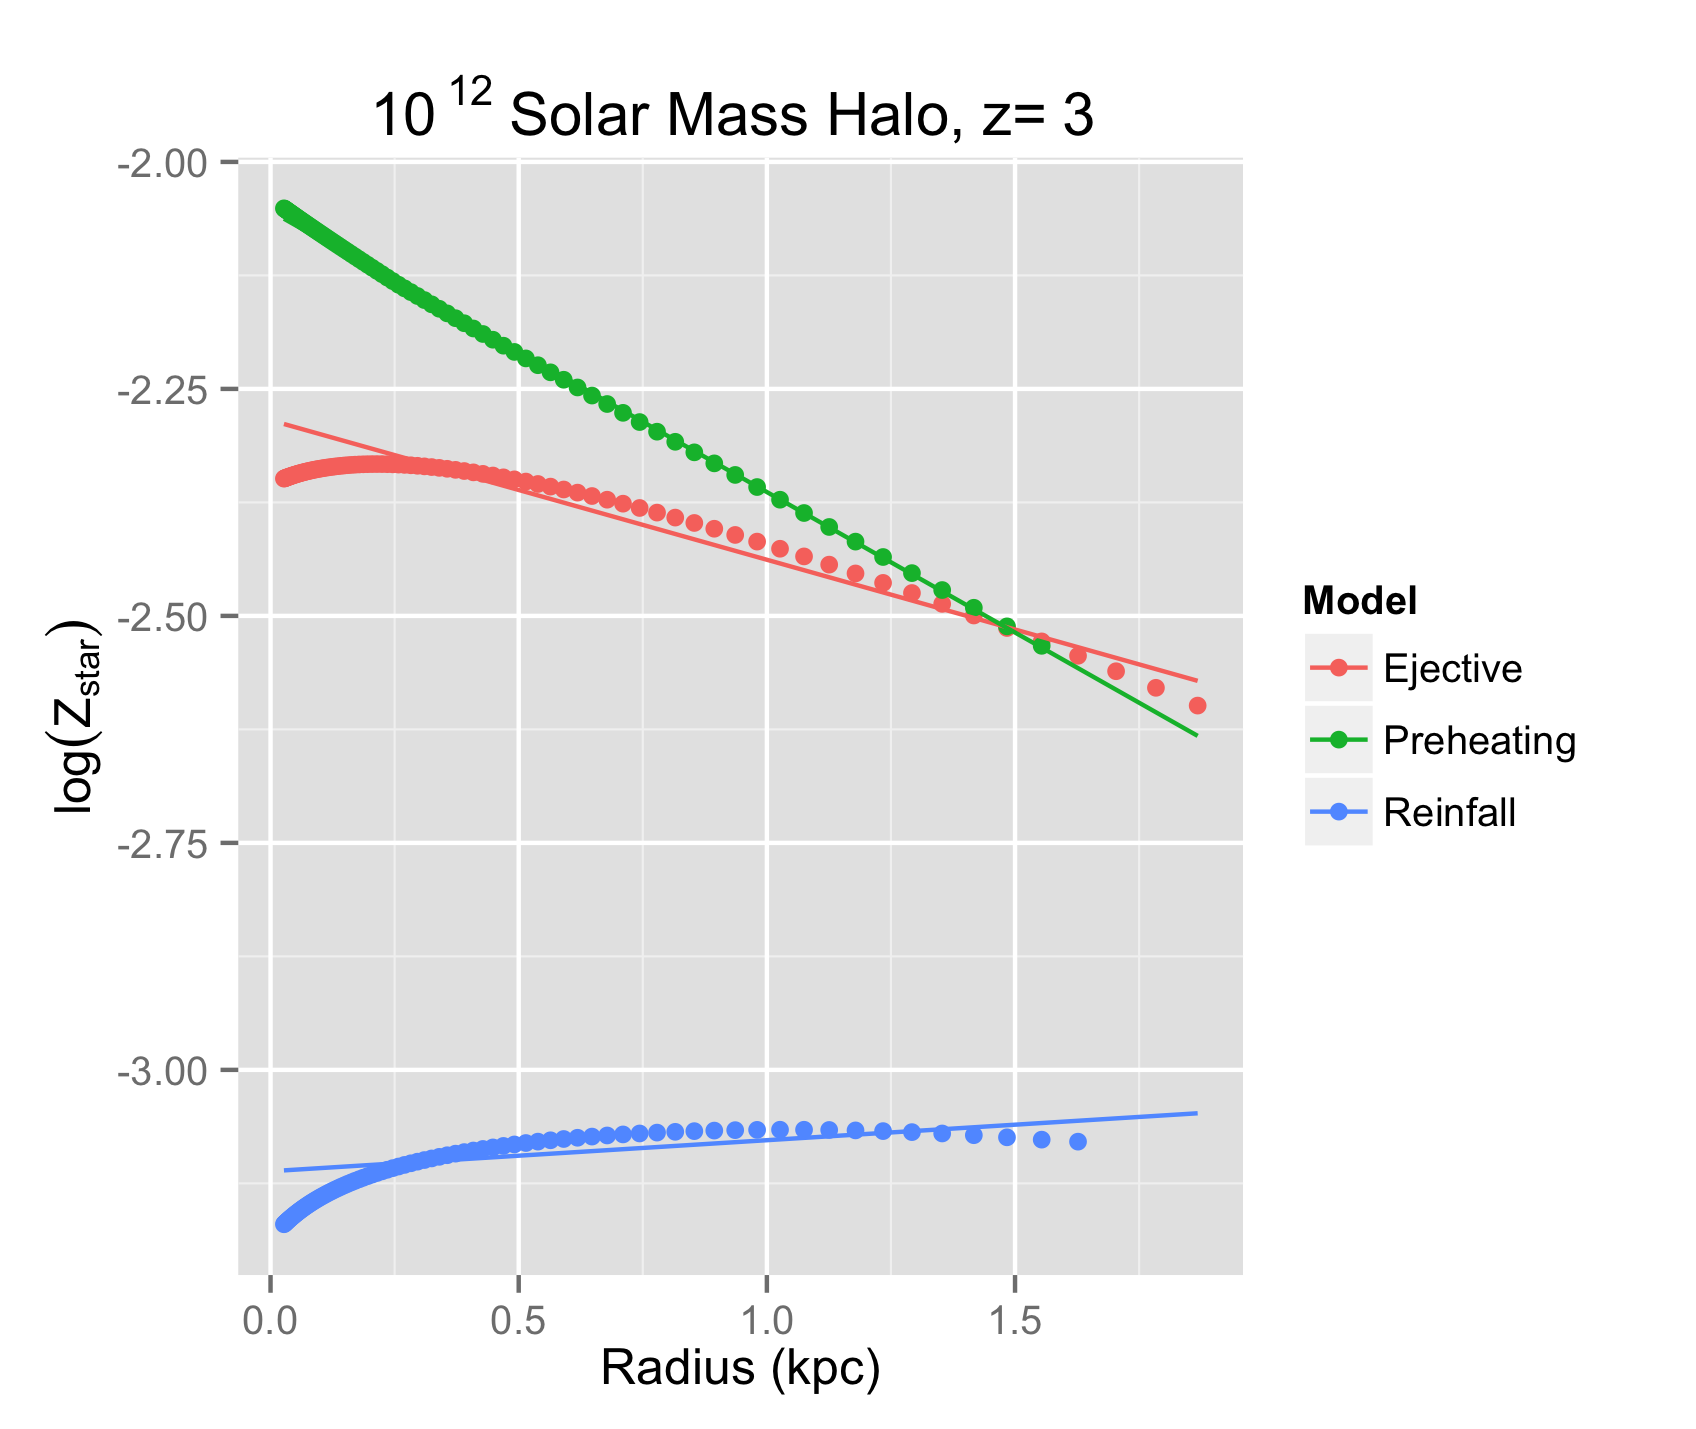 10 12 Solar Mass Halo, z= 3
-2.00
-2.25
-2.50
-2.75
-3.00
log(Zstar)
0.0 0.5 1.0 1.5
Radius (kpc)
Model
Ejective
Preheating
Reinfall